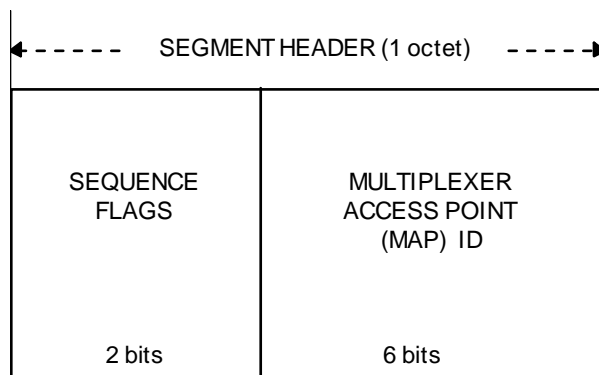 SEGMENT HEADER (1 octet)
SEQUENCE
FLAGS
MULTIPLEXER
ACCESS POINT
(MAP) ID
2 bits
6 bits